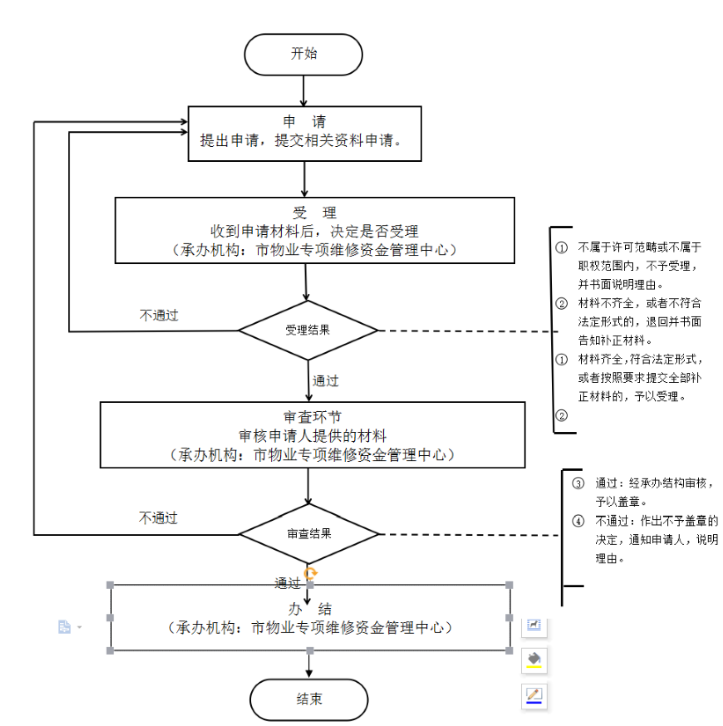 开始
申 请
提出申请，提交相关资料申请。
受 理
收到申请材料后，决定是否受理
（承办机构：市物业专项维修资金管理中心）
① 不属于许可范畴或不属于
职权范围内，不予受理，
并书面说明理由。
② 材料不齐全，或者不符合
法定形式的，退回并书面
告知补正材料。
① 材料齐全，符合法定形式，
或者按照要求提交全部补
正材料的，予以受理。
②
不通过
受理结果
通过
审查环节
审核申请人提供的材料
（承办机构：市物业专项维修资金管理中心）
③ 通过：经承办结构审核，
予以盖章。
④ 不通过：作出不予盖章的
决定，通知申请人，说明
理由。
不通过
审查结果
通过
办 结
（承办机构：市物业专项维修资金管理中心）
结束